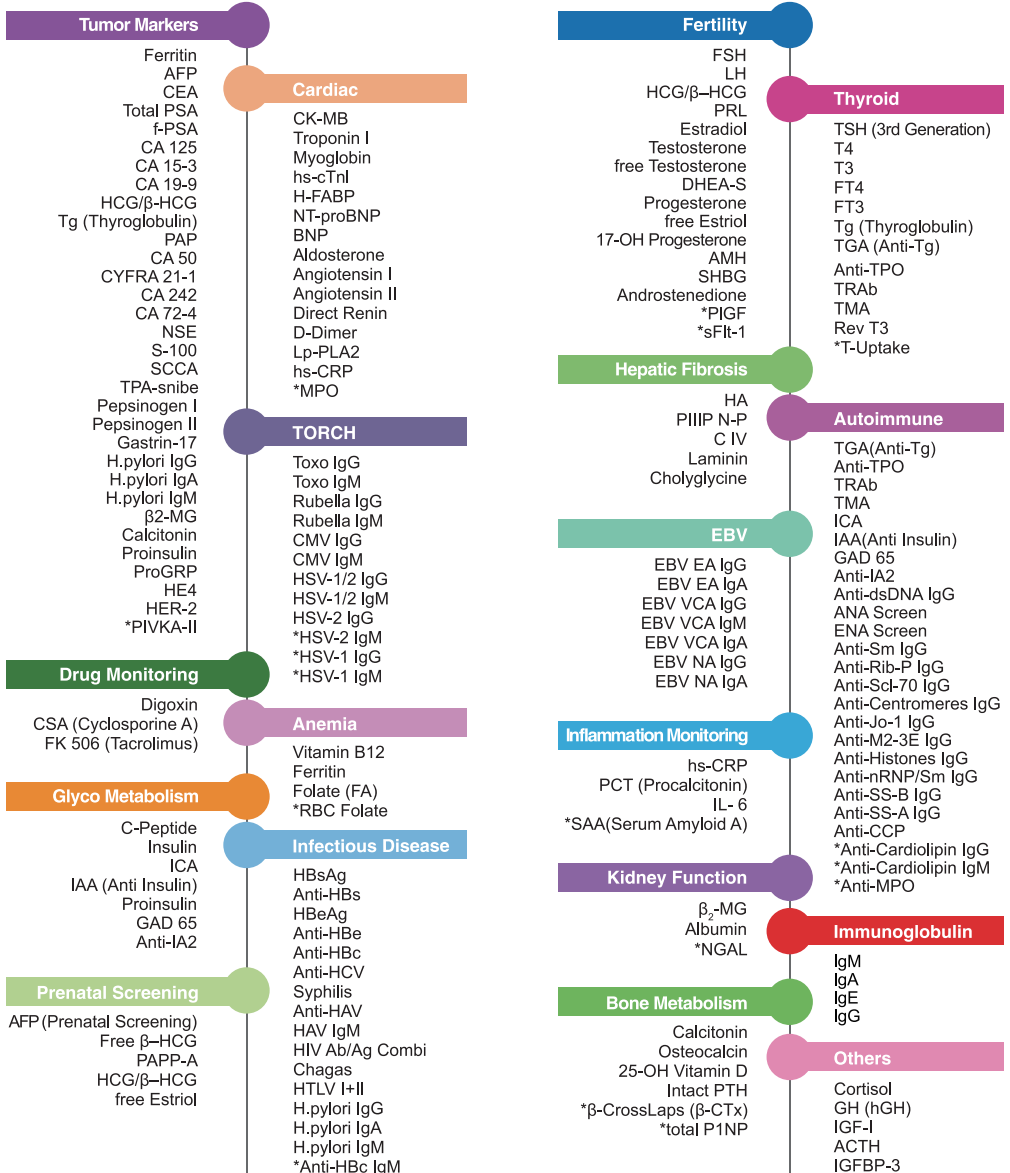 Tumor Markers
Ferritin
AFP
CEA
Total PSA
f-PSA
CA 125
CA 15-3
CA 19-9
HCG/β-HCG
Tg (Thyroglobulin)
PAP
CA 50
CYFRA 21-1
CA 242
CA 72-4
NSE
S-100
SCCA
TPA-snibe
Pepsinogen I
Pepsinogen II
Gastrin-17
H.pylori IgG
H.pylori IgA
H.pylori IgM
β2-MG
Calcitonin
Proinsulin
ProGRP
HE4
HER-2
*PIVKA-II
Drug Monitoring
Digoxin
CSA (Cyclosporine A)
FK 506 (Tacrolimus)
Glyco Metabolism
C-Peptide
Insulin
ICA
IAA (Anti Insulin)
Proinsulin
GAD 65
Anti-IA2
Prenatal Screening
AFP (Prenatal Screening)
Free β–HCG
PAPP-A
HCG/β–HCG
free Estriol
Cardiac
CK-MB
Troponin I
Myoglobin
hs-cTnI
H-FABP
NT-proBNP
BNP
Aldosterone
Angiotensin I
Angiotensin II
Direct Renin
D-Dimer
Lp-PLA2
hs-CRP
*MPO
TORCH
Toxo IgG
Toxo IgM
Rubella IgG
Rubella IgM
CMV IgG
CMV IgM
HSV-1/2 IgG
HSV-1/2 IgM
HSV-2 IgG
*HSV-2 IgM
*HSV-1 IgG
*HSV-1 IgM
Anemia
Vitamin B12
Ferritin
Folate (FA)
*RBC Folate
Infectious Disease
HBsAg
Anti-HBs
HBeAg
Anti-HBe
Anti-HBc
Anti-HCV
Syphilis
Anti-HAV
HAV IgM
HIV Ab/Ag Combi
Chagas
HTLV I+II
H.pylori IgG
H.pylori IgA
H.pylori IgM
*Anti-HBc IgM
Fertility
FSH
LH
HCG/β–HCG
PRL
Estradiol
Testosterone
free Testosterone
DHEA-S
Progesterone
free Estriol
17-OH Progesterone
AMH
SHBG
Androstenedione
*PlGF
*sFlt-1
Hepatic Fibrosis
HA
PIIIP N-P
C IV
Laminin
Cholyglycine
EBV
EBV EA IgG
EBV EA IgA
EBV VCA IgG
EBV VCA IgM
EBV VCA IgA
EBV NA IgG
EBV NA IgA
Inflammation Monitoring
hs-CRP
PCT (Procalcitonin)
IL- 6
*SAA(Serum Amyloid A)
Kidney Function
β₂-MG
Albumin
*NGAL
Bone Metabolism
Calcitonin
Osteocalcin
25-OH Vitamin D
Intact PTH
*β-CrossLaps (β-CTx)
*total P1NP
Thyroid
TSH (3rd Generation)
T4
T3
FT4
FT3
Tg (Thyroglobulin)
TGA (Anti-Tg)
Anti-TPO
TRAb
TMA
Rev T3
*T-Uptake
Autoimmune
TGA(Anti-Tg)
Anti-TPO
TRAb
TMA
ICA
IAA(Anti Insulin)
GAD 65
Anti-IA2
Anti-dsDNA IgG
ANA Screen
ENA Screen
Anti-Sm IgG
Anti-Rib-P IgG
Anti-Scl-70 IgG
Anti-Centromeres IgG
Anti-Jo-1 IgG
Anti-M2-3E IgG
Anti-Histones IgG
Anti-nRNP/Sm IgG
Anti-SS-B IgG
Anti-SS-A IgG
Anti-CCP
*Anti-Cardiolipin IgG
*Anti-Cardiolipin IgM
*Anti-MPO
Immunoglobulin
IgM
IgA
IgE
IgG
Others
Cortisol
GH (hGH)
IGF-I
ACTH
IGFBP-3